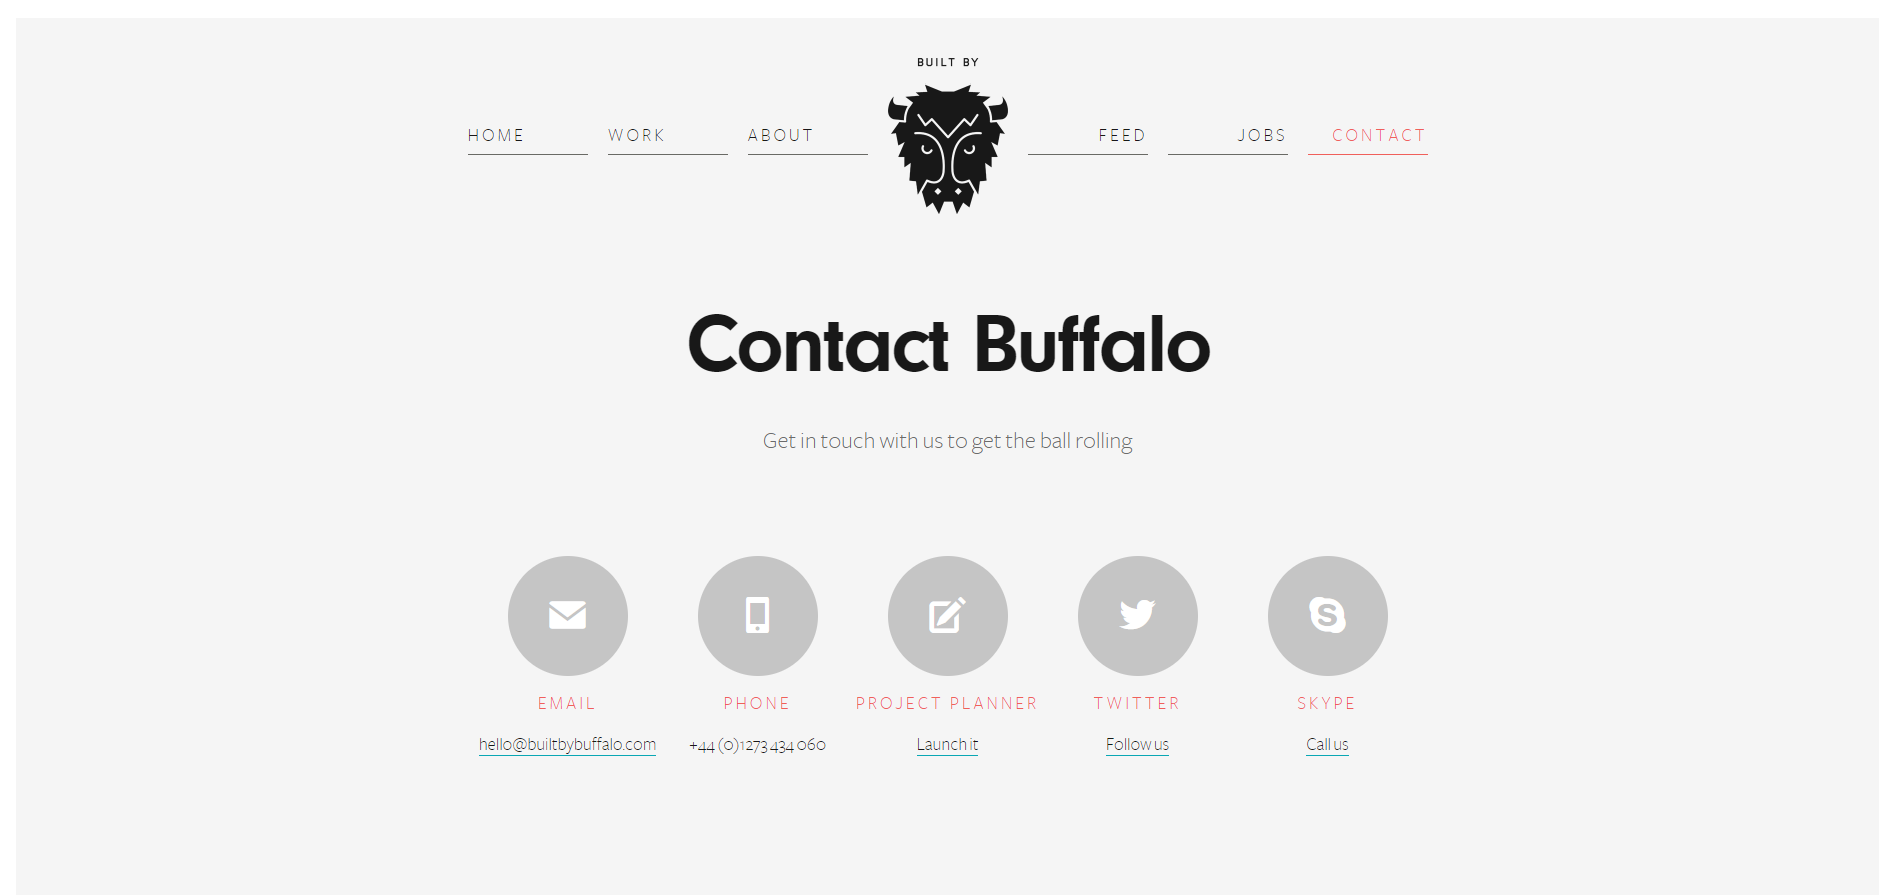 BUILT BY
HOME WORK ABOUT FEED JOBS CONTACT
Contact Buffalo
Get in touch with us to get the ball rolling
EMAIL PHONE PROJECT PLANNER TWITTER SKYPE
hello@builtbybuffalo.com +44 (0)1273 434 060 Launch it Follow us Call us